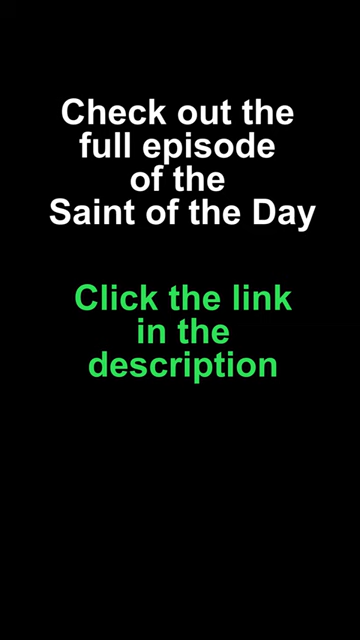 Check out the
full episode
of the
Saint of the Day
Click the link
in the
description